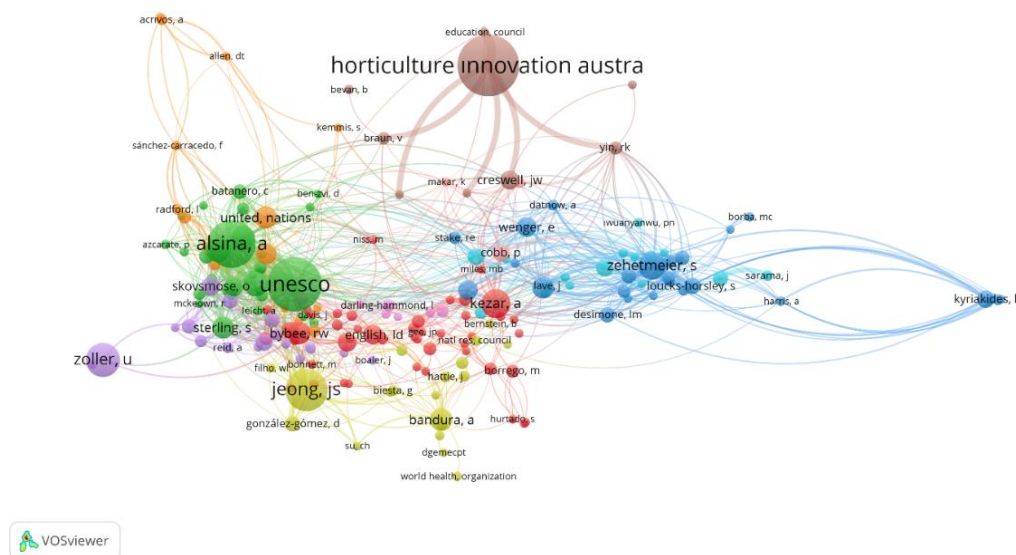 acrivos, a
education, council
allen, dt
horticulture innovation austra
bevan, b
kemmis, s
braun, v
sánchez-carracedo, f
yin, rk
makar, k
creswell, jw
batanero, c
ben-zvi, d
datnow, a
radford, l
united, nations
iwuanyanwu, pn
borba, mc
wenger, e
azcarate, p
alsina, a
niss, m
stake, re
cobb, p
miles, mb
zehetmeier, s
sarama, j
skovsmose, o
unesco
lave, j
loucks-horsley, s
mckeown, r
leicht, a
darling-hammond, l
kezar, a
harris, a
kyriakides, l
sterling, s
davis, j
bybee, rw
english, ld
gee, jp
bernstein, b
desimone, lm
natl res, council
reid, a
zoller, u
bonnett, m
boaler, j
filho, wl
hattie, j
borrego, m
jeong, js
biesta, g
gonzález-gómez, d
bandura, a
hurtado, s
su, ch
dgemecpt
world health, organization
VOSviewer